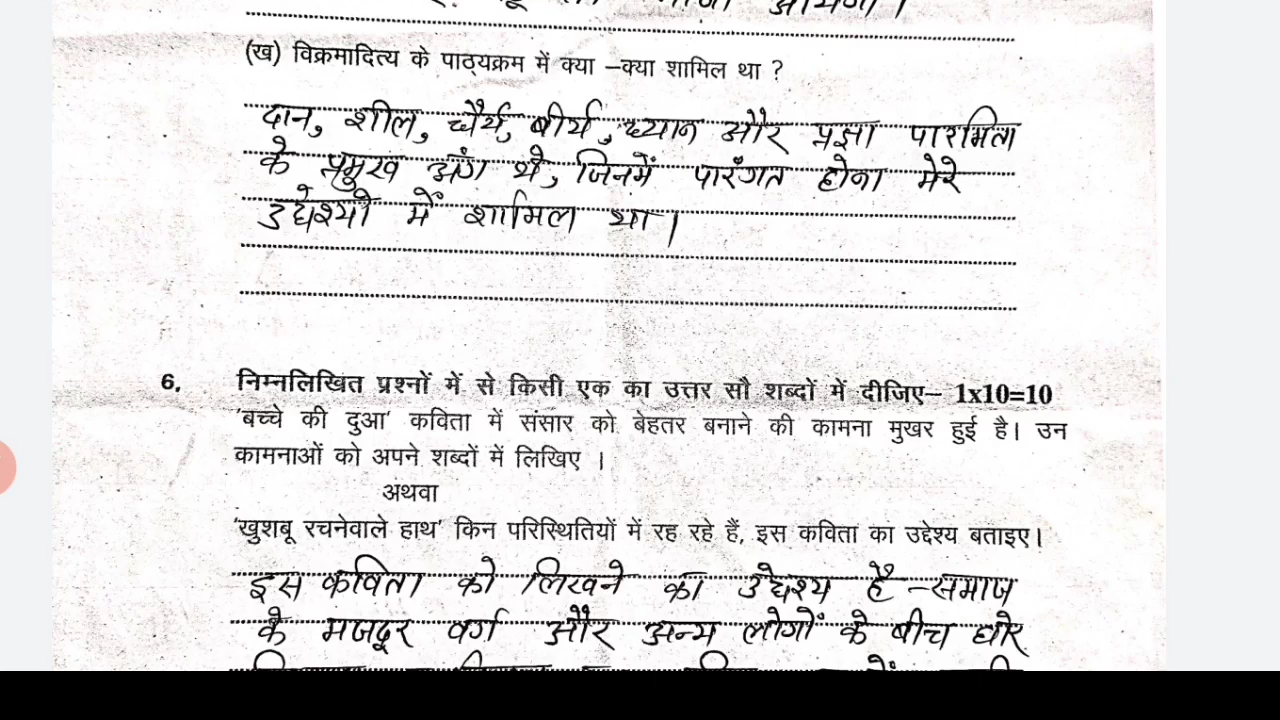 (ख) विक्रमादित्य के पाठ्यक्रम में क्या –क्या शामिल था ?
दान, शील, धैर्य, वीर्य, ध्यान और प्रज्ञा पारामिता
के प्रमुख अंग थे, जिनमें पारंगत होना मेरे
उद्येश्यों में शामिल था।
6. निम्नलिखित प्रश्नों में से किसी एक का उत्तर सौ शब्दों में दीजिए– 1x10=10
'बच्चे की दुआ' कविता में संसार को बेहतर बनाने की कामना मुखर हुई है। उन
कामनाओं को अपने शब्दों में लिखिए ।
अथवा
'खुशबू रचनेवाले हाथ' किन परिस्थितियों में रह रहे हैं, इस कविता का उद्देश्य बताइए।
इस कविता को लिखने का उद्येश्य है –समाज
के मजदूर वर्ग और अन्य लोगों के बीच घोर